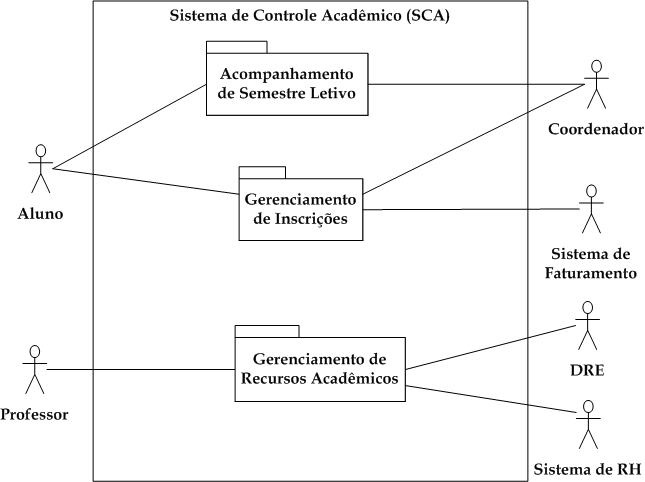 Sistema de Controle Acadêmico (SCA)
Acompanhamento
de Semestre Letivo
Coordenador
Aluno
Gerenciamento
de Inscrições
Sistema de
Faturamento
Gerenciamento de
Recursos Acadêmicos
DRE
Professor
Sistema de RH